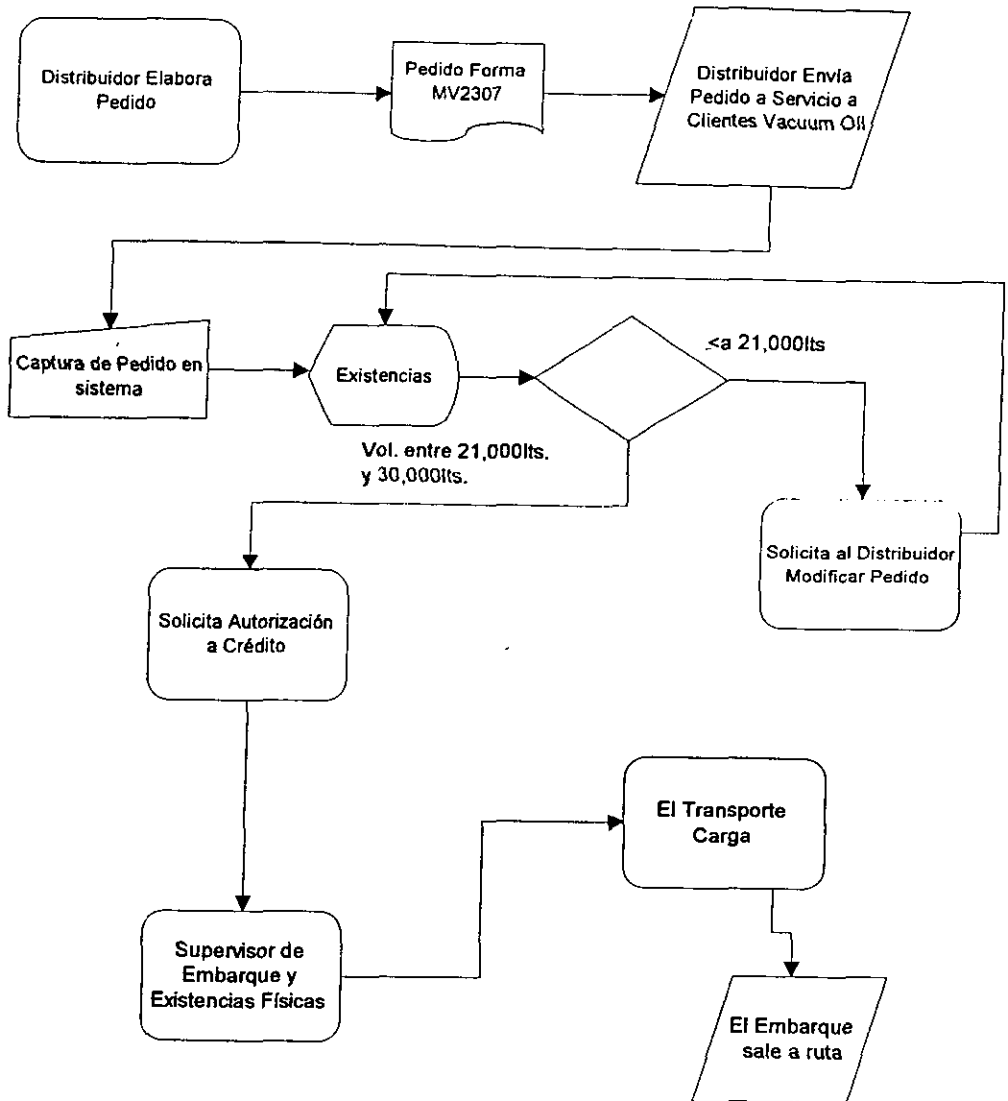 Distribuidor Elabora
Pedido
Pedido Forma
MV2307
Distribuidor Envía
Pedido a Servicio a
Clientes Vacuum Oil
Captura de Pedido en
sistema
Existencias
<a 21,000lts
Vol. entre 21,000lts.
y 30,000lts.
Solicita al Distribuidor
Modificar Pedido
Solicita Autorización
a Crédito
El Transporte
Carga
Supervisor de
Embarque y
Existencias Físicas
El Embarque
sale a ruta